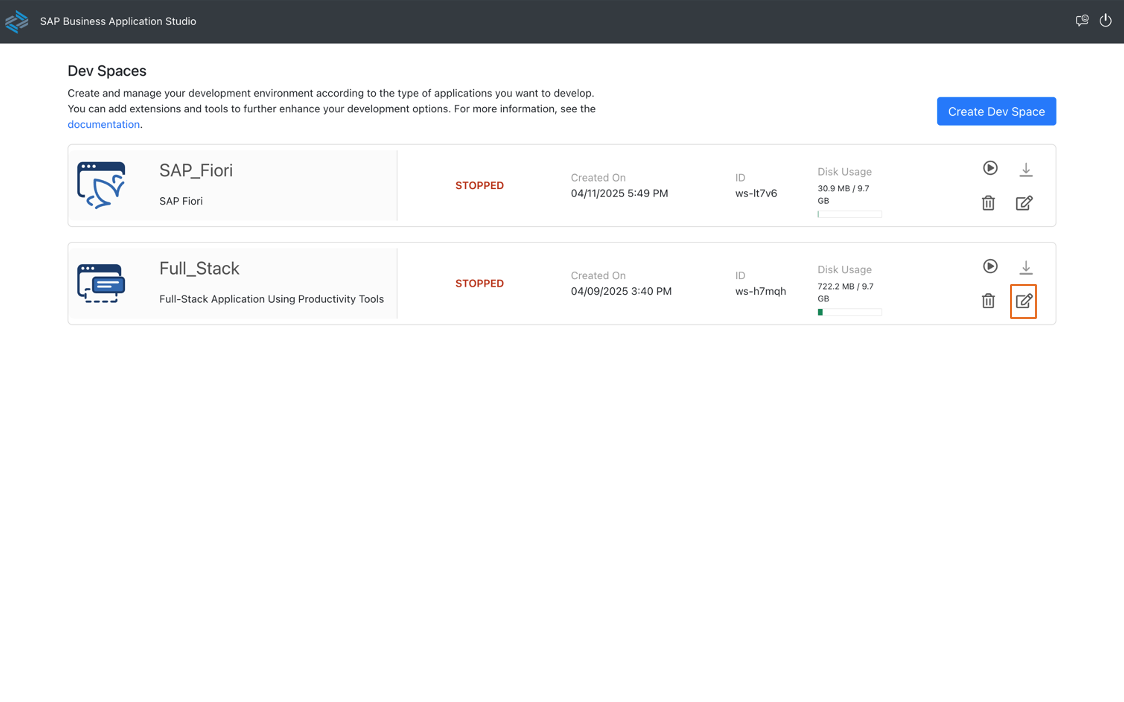 SAP Business Application Studio
Dev Spaces
Create and manage your development environment according to the type of applications you want to develop.
You can add extensions and tools to further enhance your development options. For more information, see the
documentation.
Create Dev Space
SAP_Fiori
SAP Fiori
STOPPED
Created On
04/11/2025 5:49 PM
ID
ws-lt7v6
Disk Usage
30.9 MB / 9.7
GB
Full_Stack
Full-Stack Application Using Productivity Tools
STOPPED
Created On
04/09/2025 3:40 PM
ID
ws-h7mqh
Disk Usage
722.2 MB / 9.7
GB